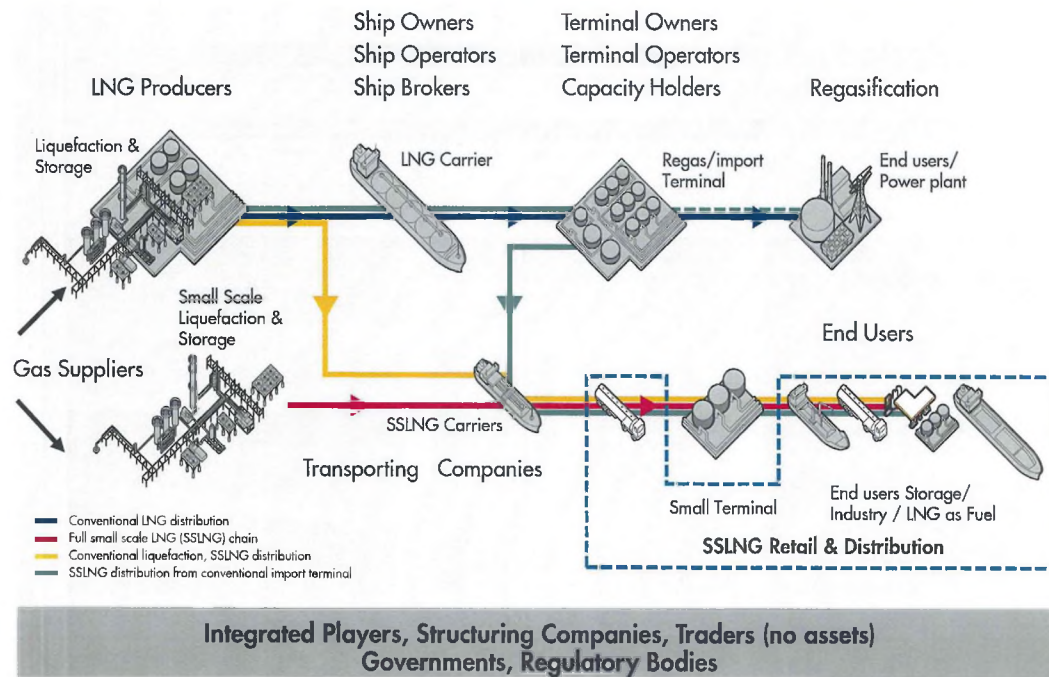 Ship Owners
Ship Operators
Ship Brokers
Terminal Owners
Terminal Operators
Capacity Holders
LNG Producers
Regasification
Liquefaction &
Storage
LNG Carrier
Regas/import
Terminal
End users/
Power plant
Small Scale
Liquefaction &
Storage
Gas Suppliers
End Users
SSLNG Carriers
Transporting Companies
Small Terminal
End users Storage/
Industry / LNG as Fuel
SSLNG Retail & Distribution
Conventional LNG distribution
Full small scale LNG (SSLNG) chain
Conventional liquefaction, SSLNG distribution
SSLNG distribution from conventional import terminal
Integrated Players, Structuring Companies, Traders (no assets)
Governments, Regulatory Bodies